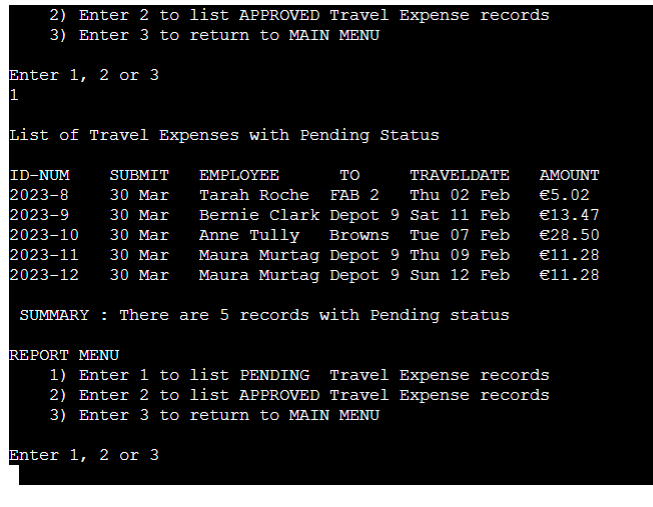 2) Enter 2 to list APPROVED Travel Expense records
3) Enter 3 to return to MAIN MENU
Enter 1, 2 or 3
1
List of Travel Expenses with Pending Status
ID-NUM SUBMIT EMPLOYEE TO TRAVELDATE AMOUNT
2023-8 30 Mar Tarah Roche FAB 2 Thu 02 Feb €5.02
2023-9 30 Mar Bernie Clark Depot 9 Sat 11 Feb €13.47
2023-10 30 Mar Anne Tully Browns Tue 07 Feb €28.50
2023-11 30 Mar Maura Murtag Depot 9 Thu 09 Feb €11.28
2023-12 30 Mar Maura Murtag Depot 9 Sun 12 Feb €11.28
SUMMARY : There are 5 records with Pending status
REPORT MENU
1) Enter 1 to list PENDING Travel Expense records
2) Enter 2 to list APPROVED Travel Expense records
3) Enter 3 to return to MAIN MENU
Enter 1, 2 or 3